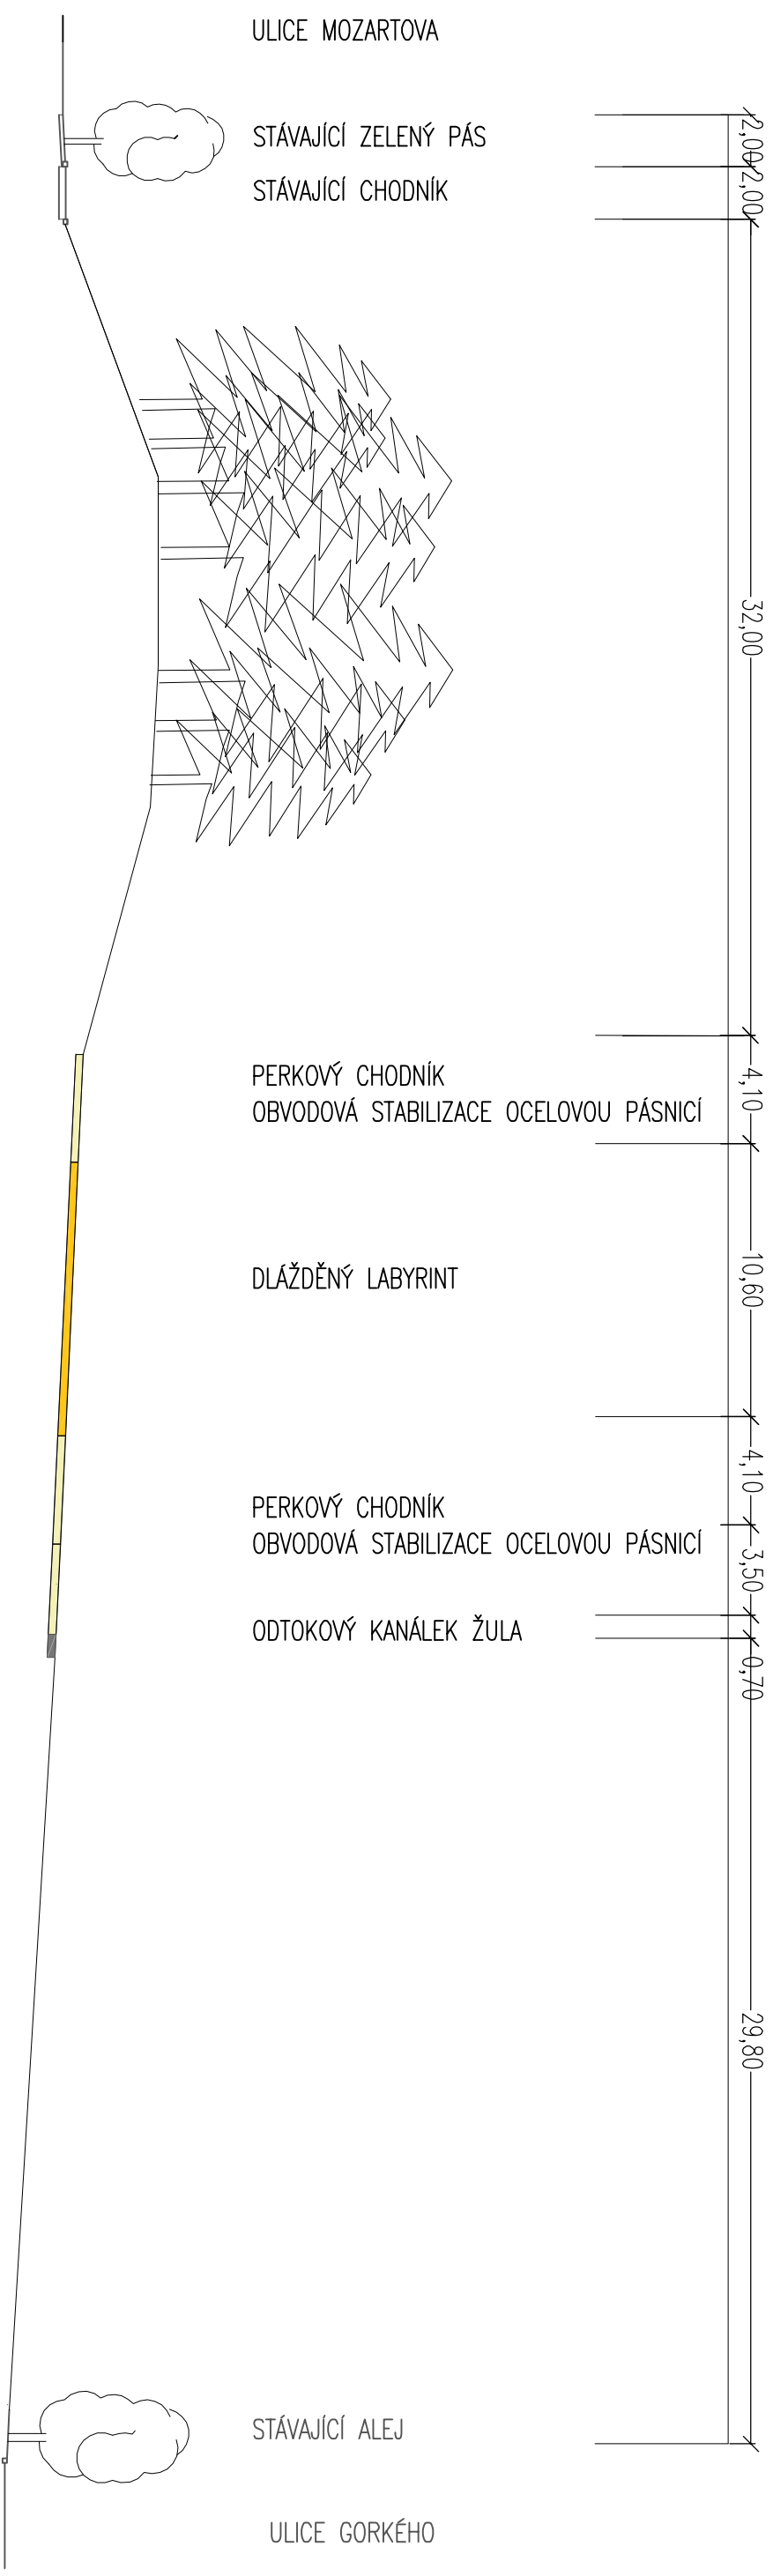 ULICE MOZARTOVA
STÁVAJÍCÍ ZELENÝ PÁS
2,00
STÁVAJÍCÍ CHODNÍK
2,00
32,00
PERKOVÝ CHODNÍK
4,10
OBVODOVÁ STABILIZACE OCELOVOU PÁSNICÍ
DLÁŽDĚNÝ LABYRINT
10,60
4,10
PERKOVÝ CHODNÍK
OBVODOVÁ STABILIZACE OCELOVOU PÁSNICÍ
3,50
ODTOKOVÝ KANÁLEK ŽULA
0,70
29,80
STÁVAJÍCÍ ALEJ
ULICE GORKÉHO